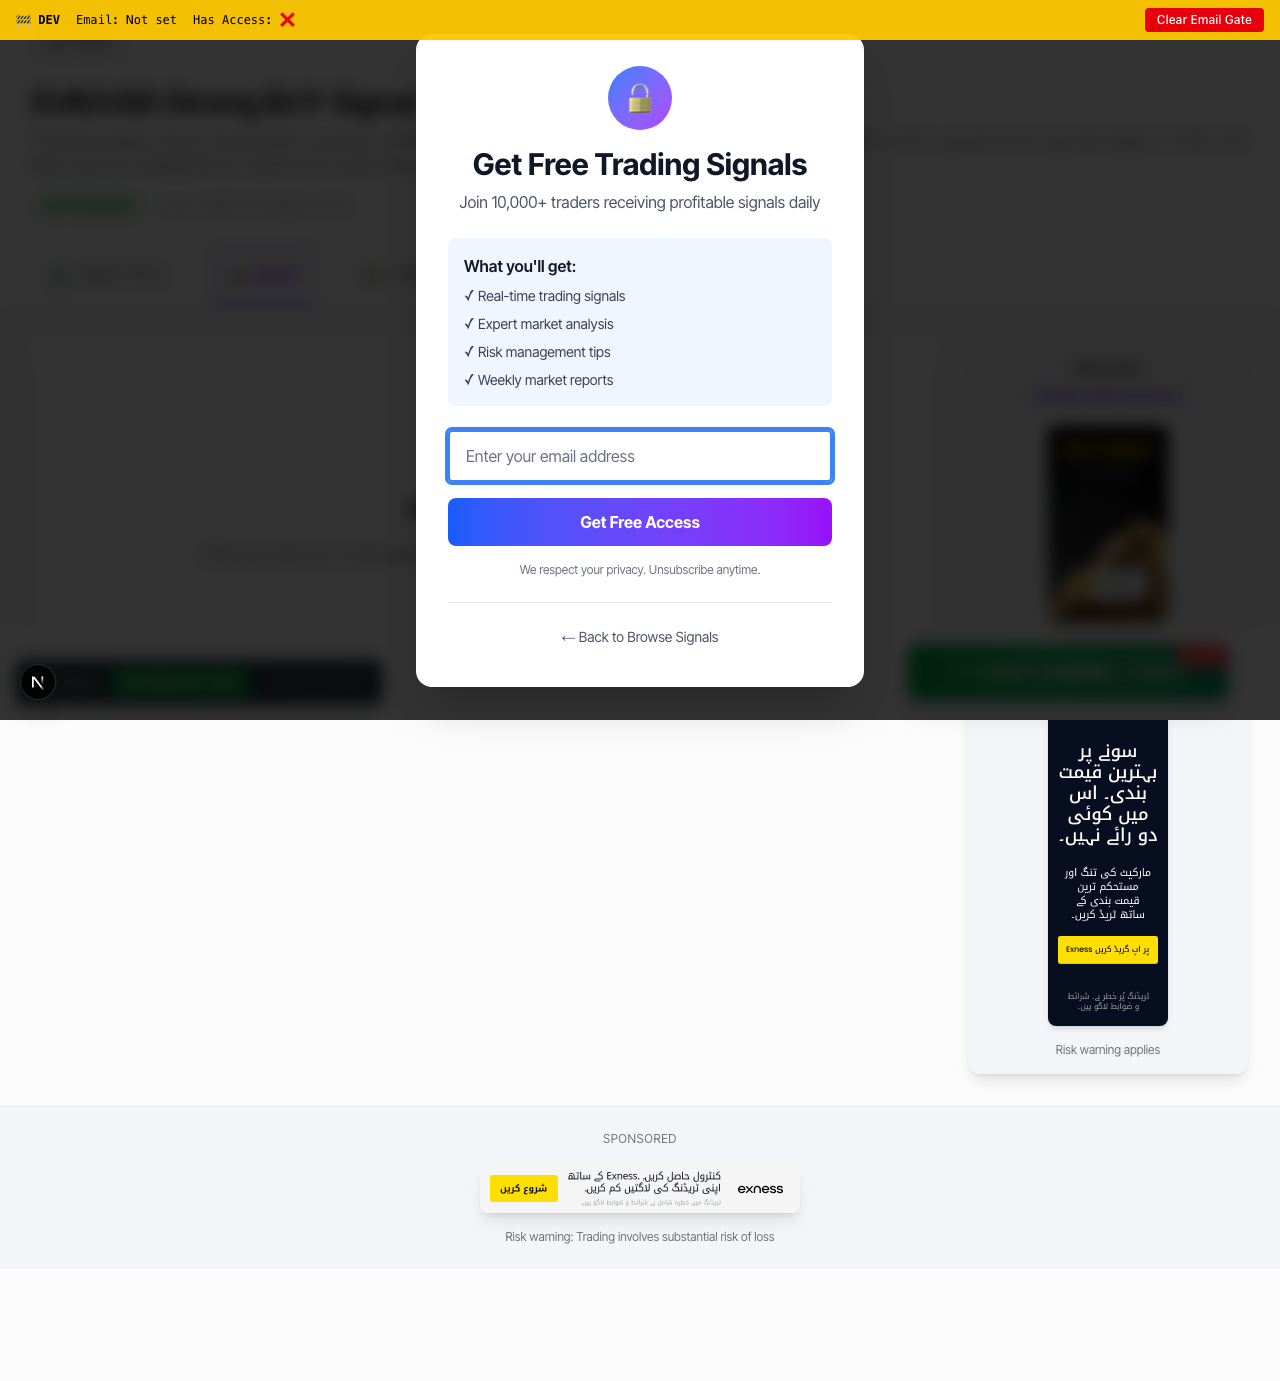 DEV Email: Not set Has Access: ❌
Clear Email Gate
EUR/USD Strong BUY Signal
Get Free Trading Signals
Join 10,000+ traders receiving profitable signals daily
What you'll get:
✓ Real-time trading signals
✓ Expert market analysis
✓ Risk management tips
✓ Weekly market reports
Enter your email address
Get Free Access
We respect your privacy. Unsubscribe anytime.
← Back to Browse Signals
N
سونے پر
بہترین قیمت
بندی۔ اس
میں کوئی
دو رائے نہیں۔
مارکیٹ کی تنگ اور
مستحکم ترین
قیمت بندی کے
ساتھ ٹریڈ کریں۔
Exness پر اپ گریڈ کریں
ٹریڈنگ پُر خطر ہے۔ شرائط
و ضوابط لاگو ہیں۔
Risk warning applies
SPONSORED
شروع کریں
کنٹرول حاصل کریں۔ Exness کے ساتھ
اپنی ٹریڈنگ کی لاگتیں کم کریں۔
ٹریڈنگ میں خطرہ شامل ہے۔ شرائط و ضوابط لاگو ہیں۔
exness
Risk warning: Trading involves substantial risk of loss